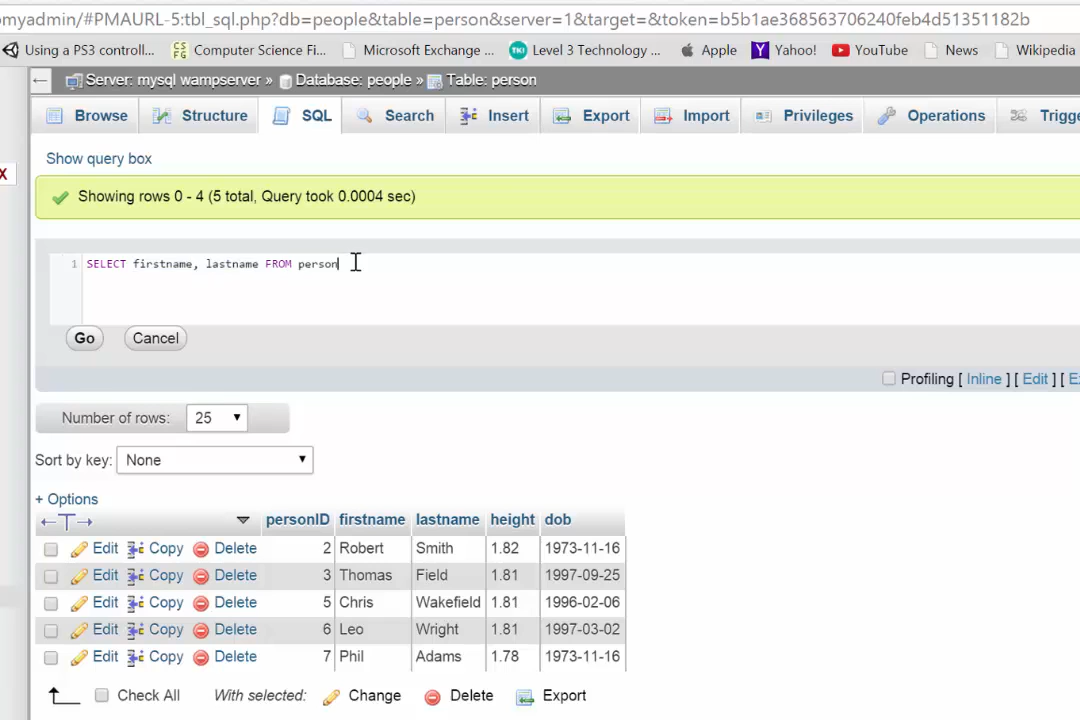 omyadmin/#PMAURL-5:tbl_sql.php?db=people&table=person&server=1&target=&token=b5b1ae368563706240feb4d51351182b
Using a PS3 controll... CS FG Computer Science Fi... Microsoft Exchange ... TKI Level 3 Technology ... Apple Yahoo! YouTube News Wikipedia
← Server: mysql wampserver » Database: people » Table: person
Browse Structure SQL Search Insert Export Import Privileges Operations Trigge
Show query box
X
Showing rows 0 - 4 (5 total, Query took 0.0004 sec)
1 SELECT firstname, lastname FROM person
Go Cancel
Profiling [ Inline ] [ Edit ] [ E
Number of rows: 25
Sort by key: None
+ Options
←T→ personID firstname lastname height dob
Edit Copy Delete 2 Robert Smith 1.82 1973-11-16
Edit Copy Delete 3 Thomas Field 1.81 1997-09-25
Edit Copy Delete 5 Chris Wakefield 1.81 1996-02-06
Edit Copy Delete 6 Leo Wright 1.81 1997-03-02
Edit Copy Delete 7 Phil Adams 1.78 1973-11-16
Check All With selected: Change Delete Export